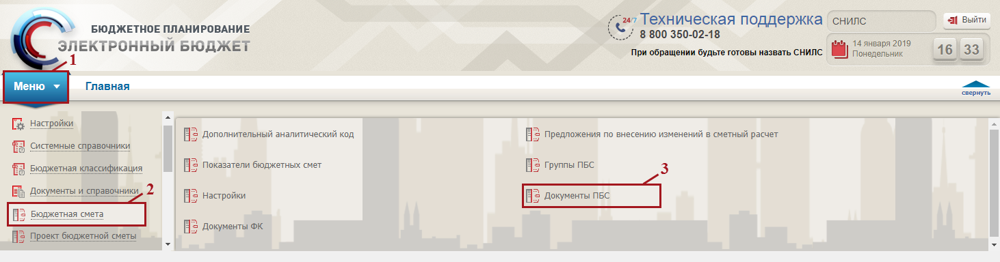 БЮДЖЕТНОЕ ПЛАНИРОВАНИЕ
ЭЛЕКТРОННЫЙ БЮДЖЕТ
24/7
Техническая поддержка
8 800 350-02-18
При обращении будьте готовы назвать СНИЛС
СНИЛС
Выйти
14 января 2019
Понедельник
16 33
1
Меню
Главная
свернуть
Настройки
Системные справочники
Бюджетная классификация
Документы и справочники
2
Бюджетная смета
Проект бюджетной сметы
Дополнительный аналитический код
Показатели бюджетных смет
Настройки
Документы ФК
Предложения по внесению изменений в сметный расчет
Группы ПБС
3
Документы ПБС